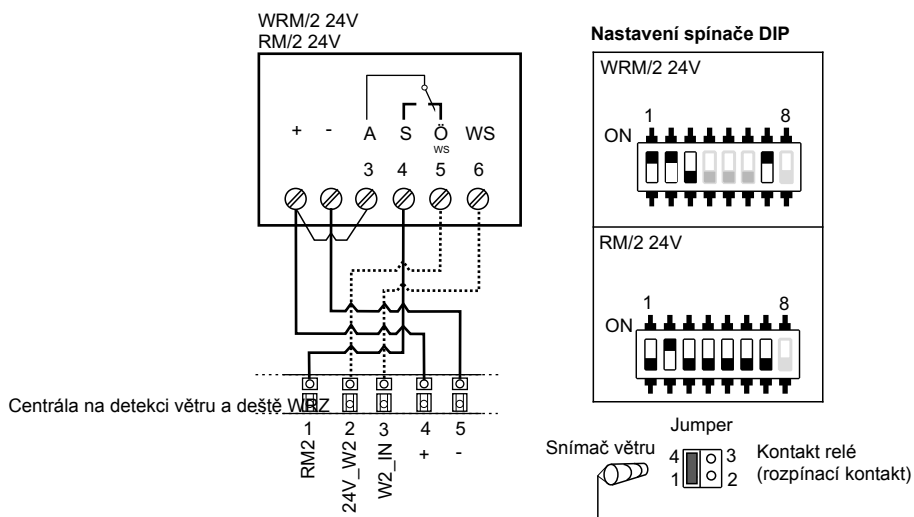 WRM/2 24V
RM/2 24V
+ - A S Ö WS
WS
3 4 5 6
Centrála na detekci větru a deště WRZ
1 2 3 4 5
RM2 24V_W2 W2_IN + -
Nastavení spínače DIP
WRM/2 24V
1 8
ON
RM/2 24V
1 8
ON
Jumper
Snímač větru
4 3
1 2
Kontakt relé
(rozpínací kontakt)